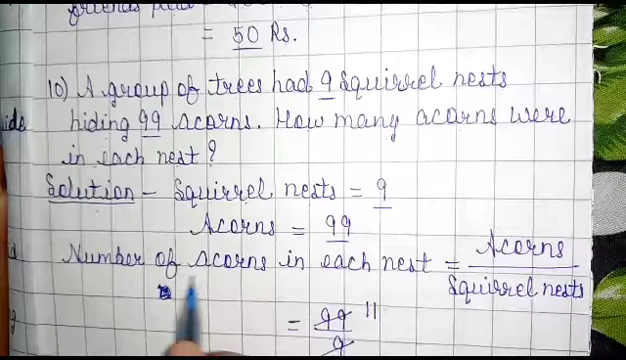 = 50 Rs.
10) A group of trees had 9 squirrel nests
hiding 99 acorns. How many acorns were
in each nest?
Solution - Squirrel nests = 9
Acorns = 99
Number of acorns in each nest = Acorns
Squirrel nests
= 99 11
9